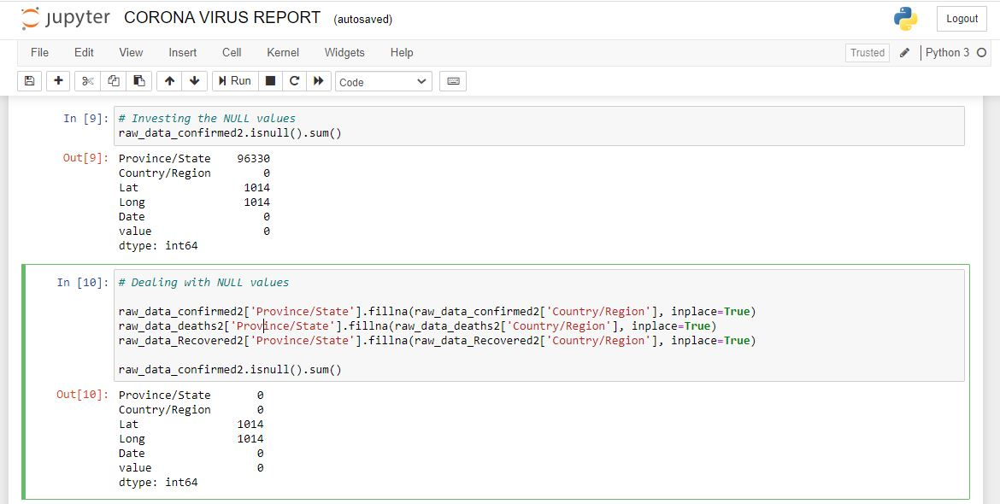 jupyter CORONA VIRUS REPORT (autosaved)
Logout
File Edit View Insert Cell Kernel Widgets Help
Trusted Python 3
Run Code
In [9]: # Investing the NULL values
raw_data_confirmed2.isnull().sum()
Out[9]: Province/State 96330
Country/Region 0
Lat 1014
Long 1014
Date 0
value 0
dtype: int64
In [10]: # Dealing with NULL values
raw_data_confirmed2['Province/State'].fillna(raw_data_confirmed2['Country/Region'], inplace=True)
raw_data_deaths2['Province/State'].fillna(raw_data_deaths2['Country/Region'], inplace=True)
raw_data_Recovered2['Province/State'].fillna(raw_data_Recovered2['Country/Region'], inplace=True)
raw_data_confirmed2.isnull().sum()
Out[10]: Province/State 0
Country/Region 0
Lat 1014
Long 1014
Date 0
value 0
dtype: int64